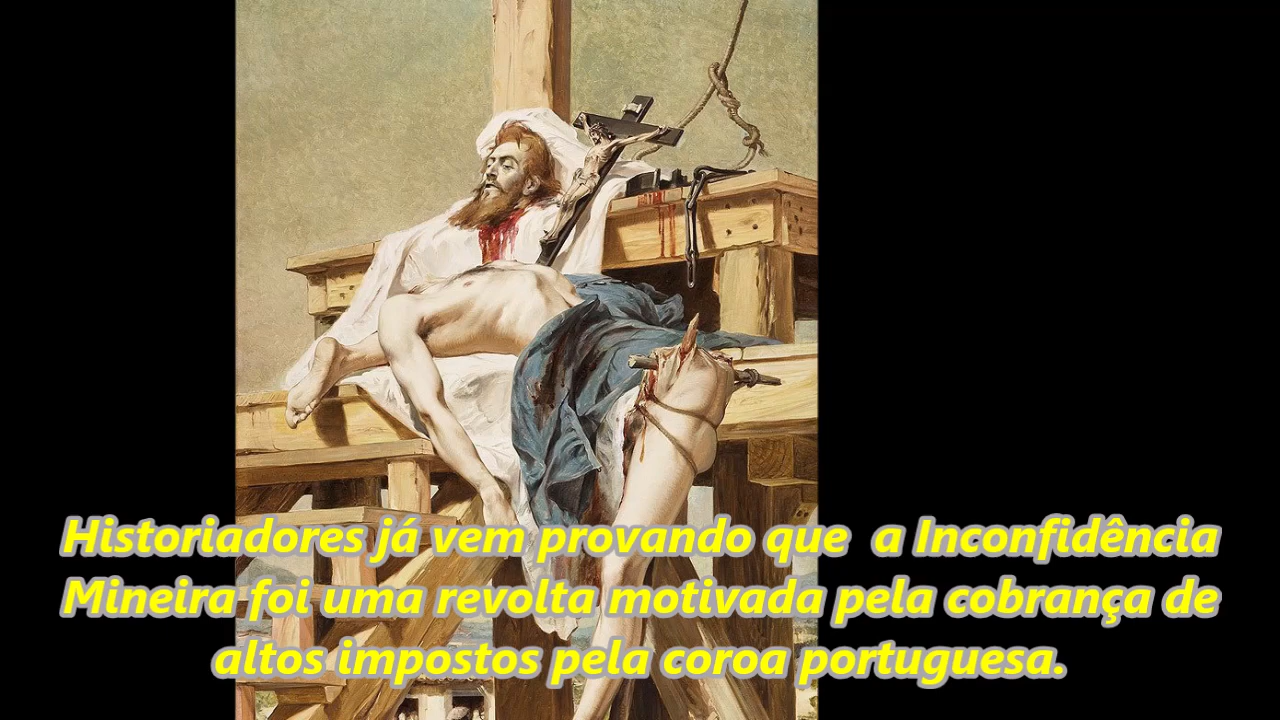 Historiadores já vem provando que  a Inconfidência
Mineira foi uma revolta motivada pela cobrança de
altos impostos pela coroa portuguesa.